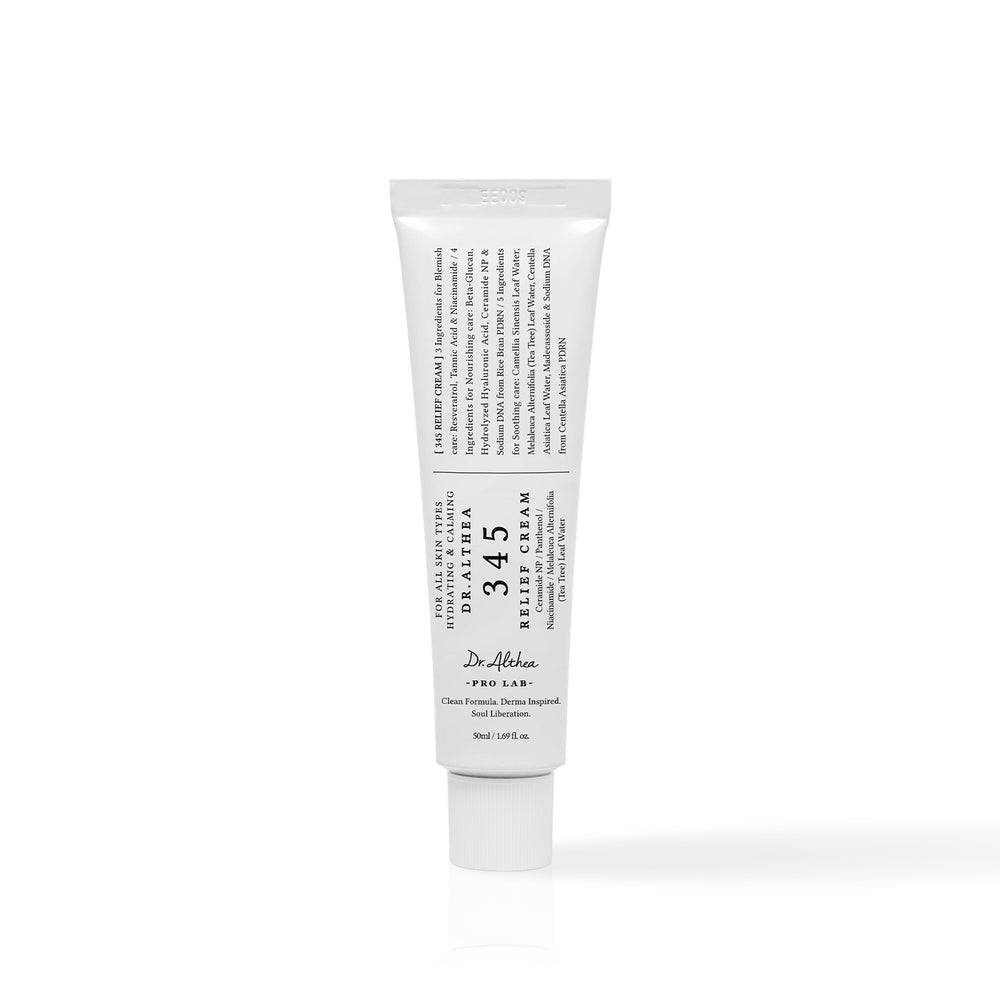 EE009
[ 345 RELIEF CREAM ] 3 Ingredients for Blemish
care: Resveratrol, Tannic Acid & Niacinamide / 4
Ingredients for Nourishing care: Beta-Glucan,
Hydrolyzed Hyaluronic Acid, Ceramide NP &
Sodium DNA from Rice Bran PDRN / 5 Ingredients
for Soothing care: Camellia Sinensis Leaf Water,
Melaleuca Alternifolia (Tea Tree) Leaf Water, Centella
Asiatica Leaf Water, Madecassoside & Sodium DNA
from Centella Asiatica PDRN
FOR ALL SKIN TYPES
HYDRATING & CALMING
DR.ALTHEA
345
RELIEF CREAM
Ceramide NP / Panthenol /
Niacinamide / Melaleuca Alternifolia
(Tea Tree) Leaf Water
Dr. Althea
-PRO LAB-
Clean Formula. Derma Inspired.
Soul Liberation.
50ml / 1.69 fl. oz.